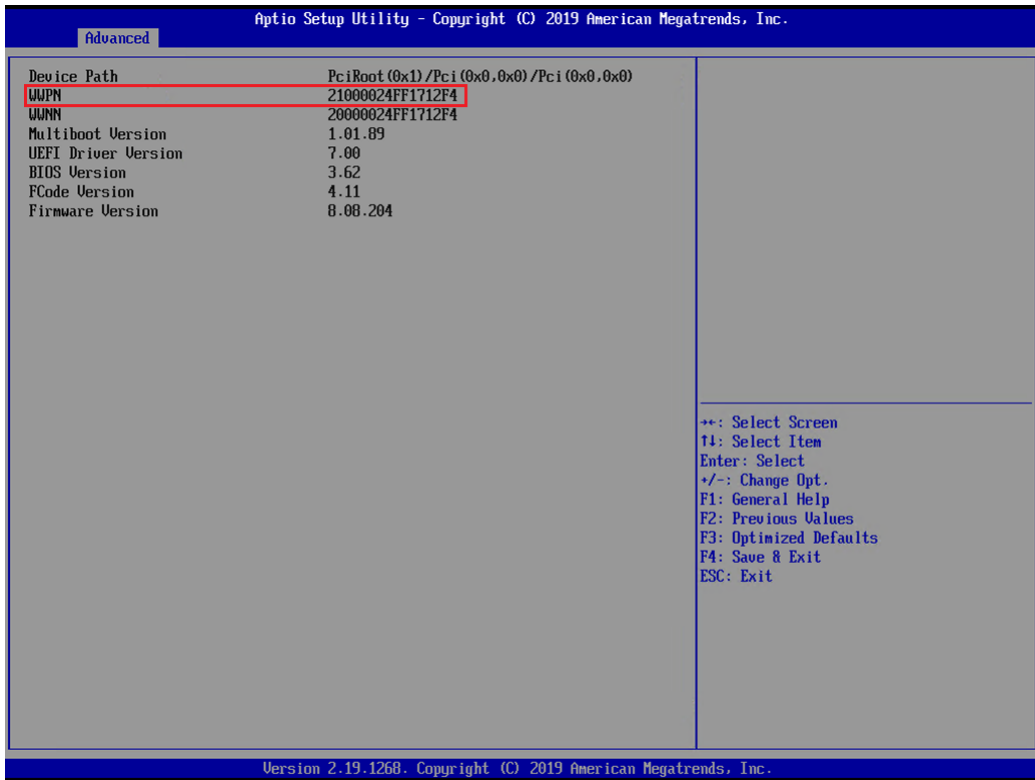 Aptio Setup Utility - Copyright (C) 2019 American Megatrends, Inc.
Advanced
Device Path PciRoot(0x1)/Pci(0x0,0x0)/Pci(0x0,0x0)
WWPN 21000024FF1712F4
WWNN 20000024FF1712F4
Multiboot Version 1.01.89
UEFI Driver Version 7.00
BIOS Version 3.62
FCode Version 4.11
Firmware Version 8.08.204
→←: Select Screen
↑↓: Select Item
Enter: Select
+/-: Change Opt.
F1: General Help
F2: Previous Values
F3: Optimized Defaults
F4: Save & Exit
ESC: Exit
Version 2.19.1268. Copyright (C) 2019 American Megatrends, Inc.